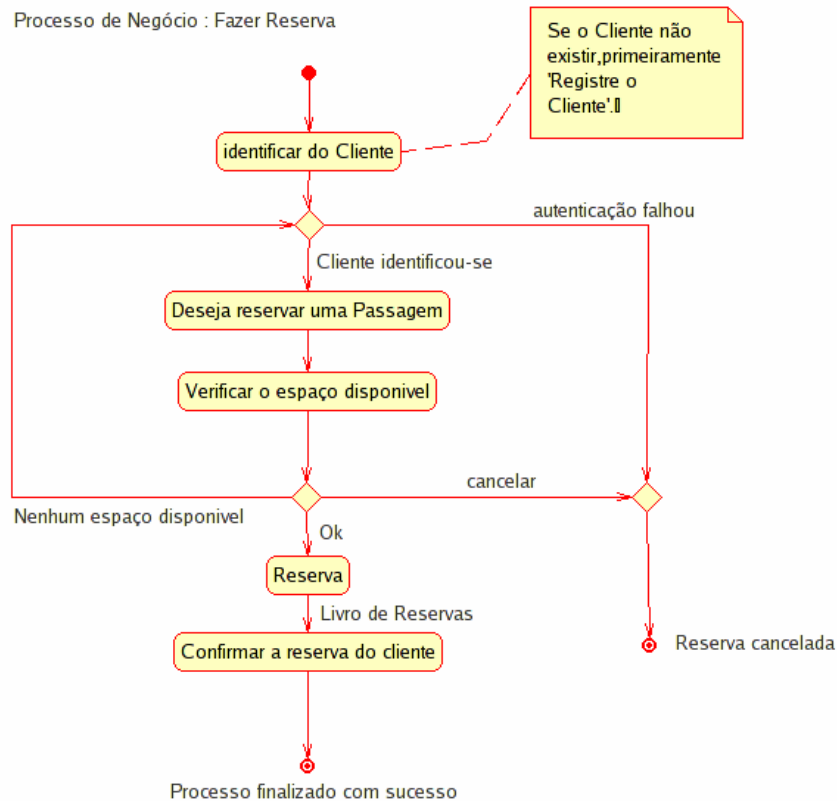 Processo de Negócio : Fazer Reserva
Se o Cliente não
existir,primeiramente
'Registre o
Cliente'.
identificar do Cliente
autenticação falhou
Cliente identificou-se
Deseja reservar uma Passagem
Verificar o espaço disponivel
cancelar
Nenhum espaço disponivel
Ok
Reserva
Livro de Reservas
Confirmar a reserva do cliente
Reserva cancelada
Processo finalizado com sucesso